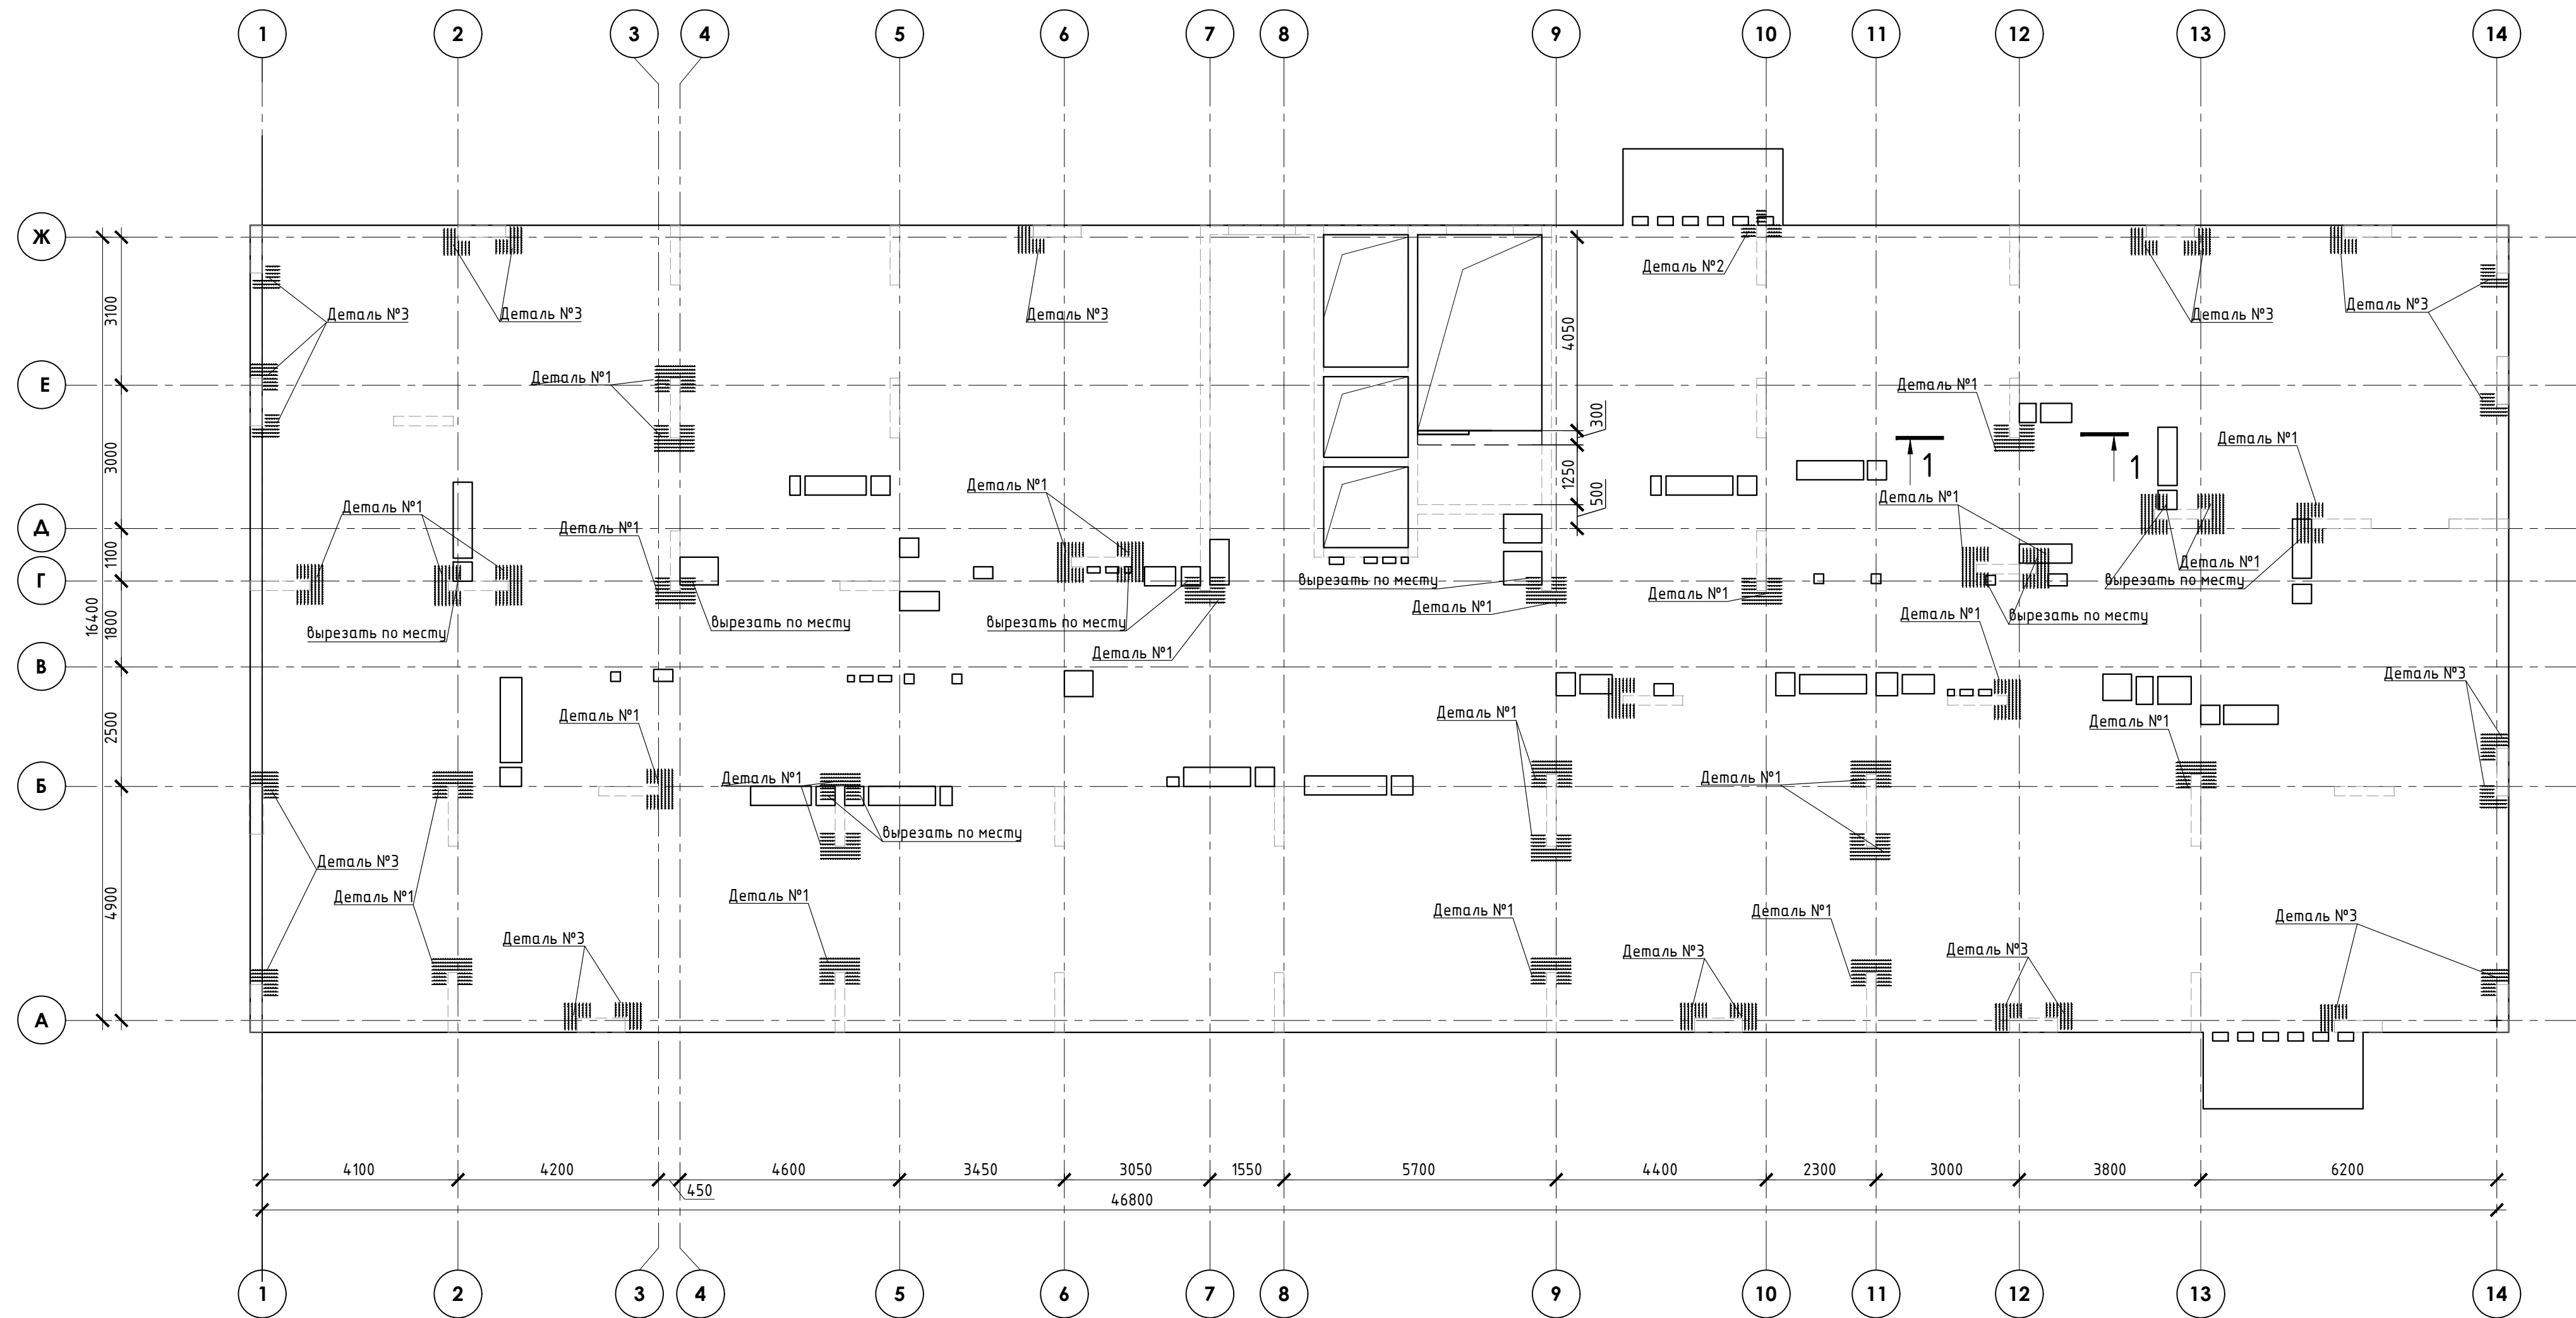 1 2 3 4 5 6 7 8 9 10 11 12 13 14
Ж
Деталь №2
3100
Деталь №3
Деталь №3
Деталь №3
Деталь №3
Деталь №3
4050
Е
Деталь №1
Деталь №1
300
3000
Деталь №1
1
1
1250
Деталь №1
500
Деталь №1
Деталь №1
Д
Деталь №1
1100
Деталь №1
Г
вырезать по месту
вырезать по месту
Деталь №1
Деталь №1
16400
1800
вырезать по месту
вырезать по месту
вырезать по месту
вырезать по месту
Деталь №1
Деталь №1
В
Деталь №3
2500
Деталь №1
Деталь №1
Деталь №1
Б
Деталь №1
Деталь №1
вырезать по месту
Деталь №3
4900
Деталь №1
Деталь №1
Деталь №1
Деталь №1
Деталь №3
Деталь №3
Деталь №3
Деталь №3
А
4100 4200 4600 3450 3050 1550 5700 4400 2300 3000 3800 6200
450
46800
1 2 3 4 5 6 7 8 9 10 11 12 13 14